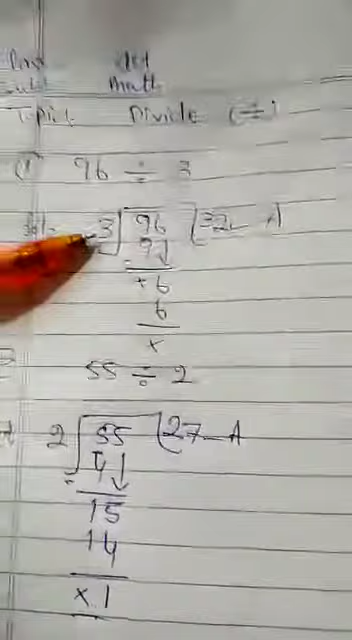 Math
Topic Divide (÷)
(1) 96 ÷ 3
3 96 32 A
9↓
×6
6
×
55 ÷ 2
2 55 27 A
4↓
15
14
×1